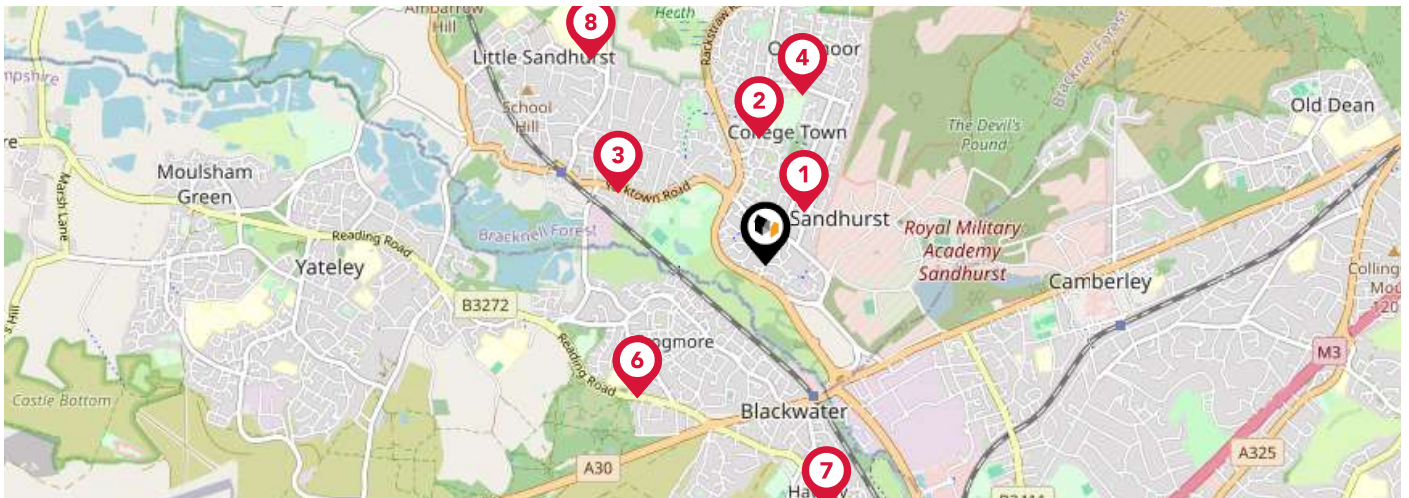 Ambarrow
Hill
Heath
Rackstraw
8
Little Sandhurst
4
Bracknell Forest
School
Hill
2
College Town
The Devil's
Pound
Old Dean
Moulsham
Green
3
1
Marsh Lane
Road
Sandhurst
Reading Road
Bracknell Forest
Royal Military
Academy
Sandhurst
Yateley
Camberley
B3272
Reading Road
6
M3
Castle Bottom
Blackwater
A30
7
A325